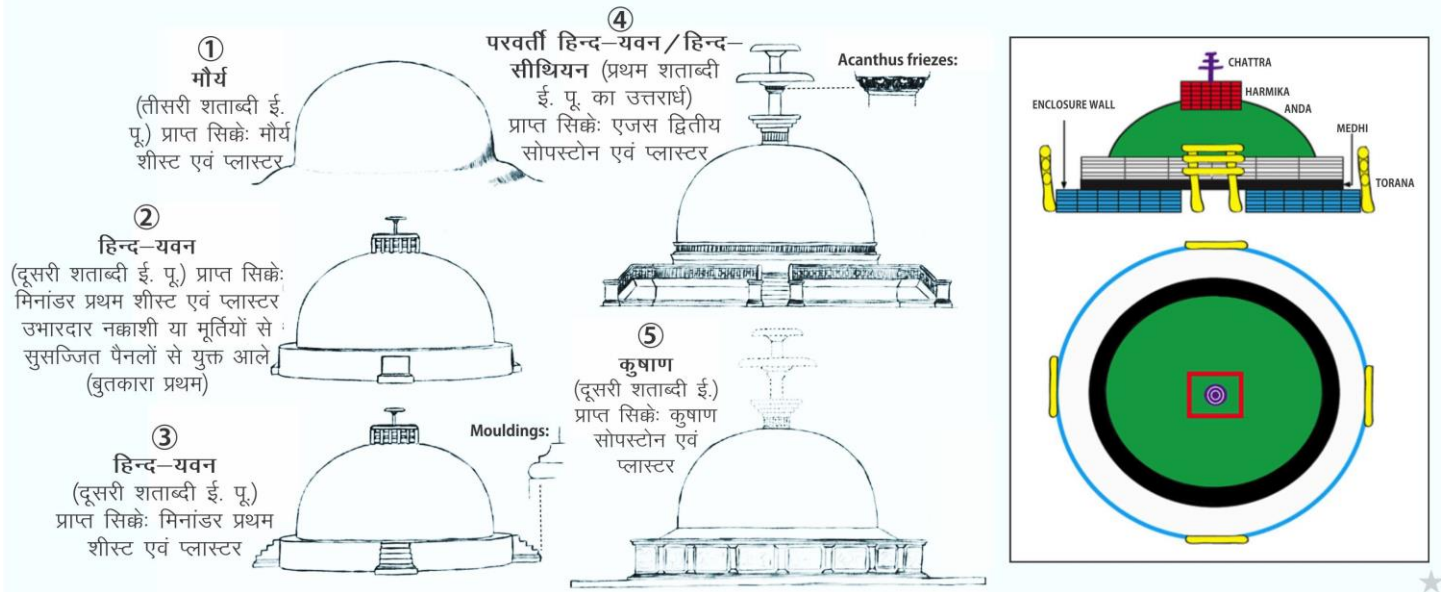 ①
मौर्य
(तीसरी शताब्दी ई.
पू.) प्राप्त सिक्के: मौर्य
शीस्ट एवं प्लास्टर
②
हिन्द–यवन
(दूसरी शताब्दी ई. पू.) प्राप्त सिक्के:
मिनांडर प्रथम शीस्ट एवं प्लास्टर
उभारदार नक्काशी या मूर्तियों से
सुसज्जित पैनलों से युक्त आले
(बुतकारा प्रथम)
③
हिन्द–यवन
(दूसरी शताब्दी ई. पू.)
प्राप्त सिक्के: मिनांडर प्रथम
शीस्ट एवं प्लास्टर
Mouldings:
④
परवर्ती हिन्द–यवन/हिन्द–
सीथियन (प्रथम शताब्दी
ई. पू. का उत्तरार्ध)
प्राप्त सिक्के: एजस द्वितीय
सोपस्टोन एवं प्लास्टर
Acanthus friezes:
⑤
कुषाण
(दूसरी शताब्दी ई.)
प्राप्त सिक्के: कुषाण
सोपस्टोन एवं
प्लास्टर
CHATTRA
HARMIKA
ENCLOSURE WALL
ANDA
MEDHI
TORANA